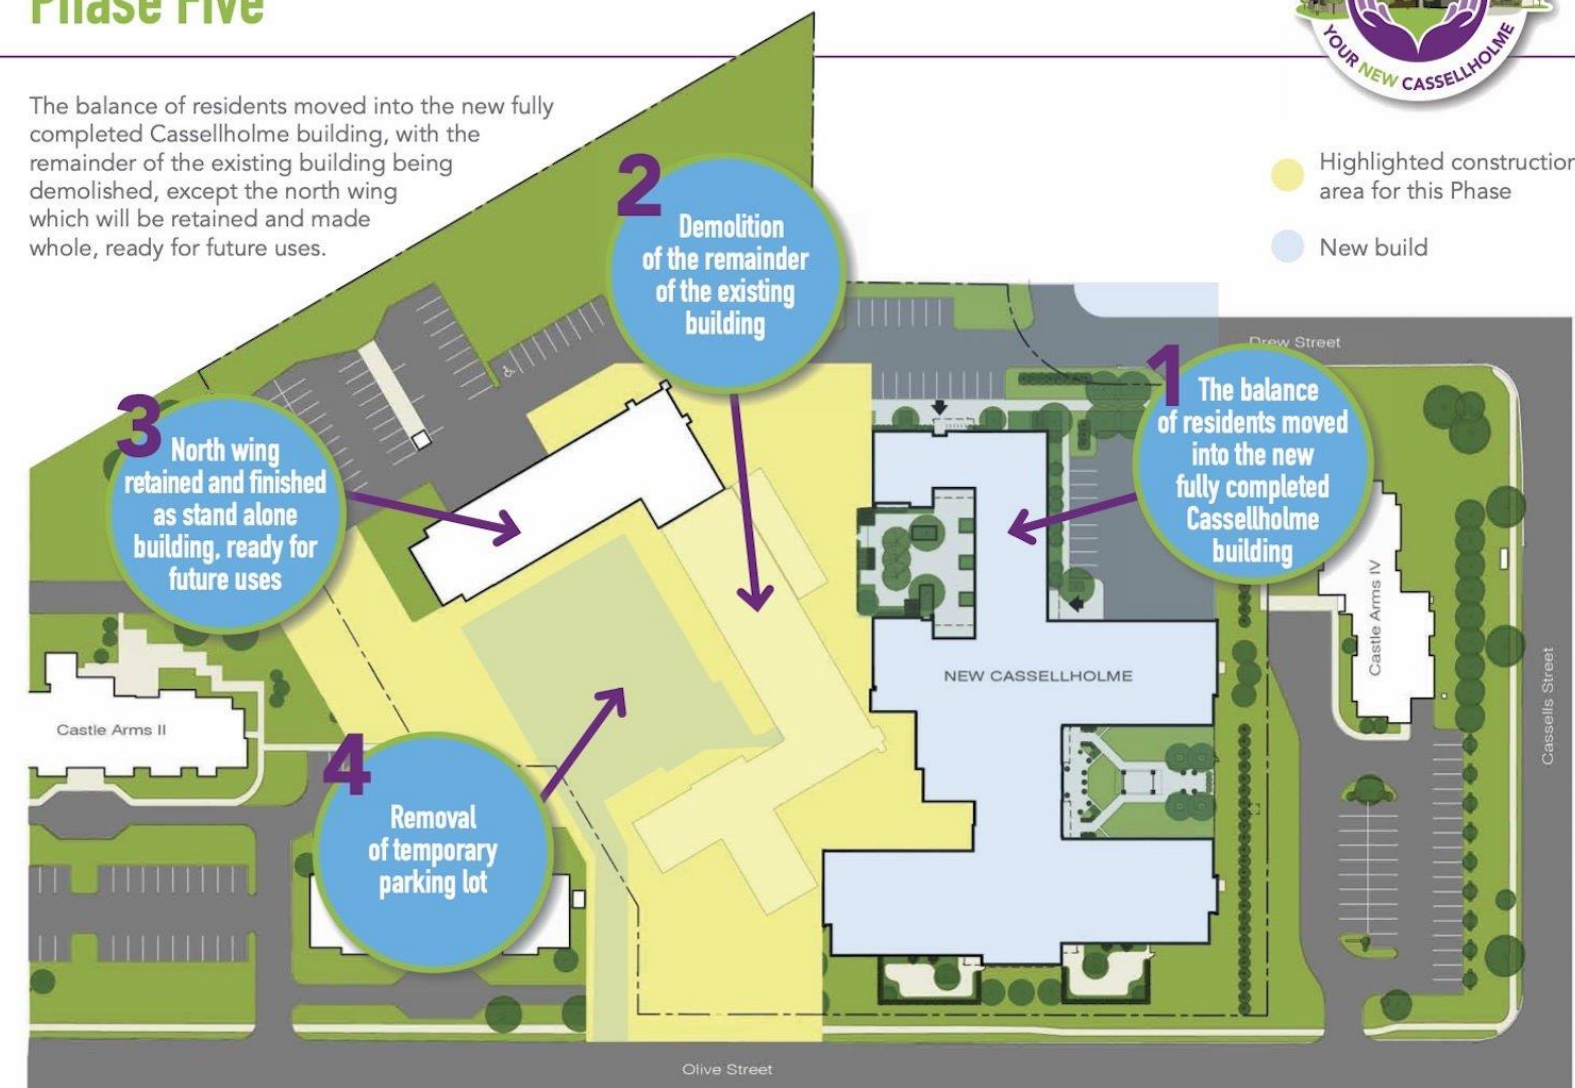 Phase Five
YOUR NEW CASSELLHOLME
The balance of residents moved into the new fully
completed Cassellholme building, with the
remainder of the existing building being
demolished, except the north wing
which will be retained and made
whole, ready for future uses.
Highlighted construction
area for this Phase
New build
2
Demolition
of the remainder
of the existing
building
Drew Street
1
The balance
of residents moved
into the new
fully completed
Cassellholme
building
3
North wing
retained and finished
as stand alone
building, ready for
future uses
Castle Arms IV
Cassells Street
NEW CASSELLHOLME
Castle Arms II
4
Removal
of temporary
parking lot
Olive Street